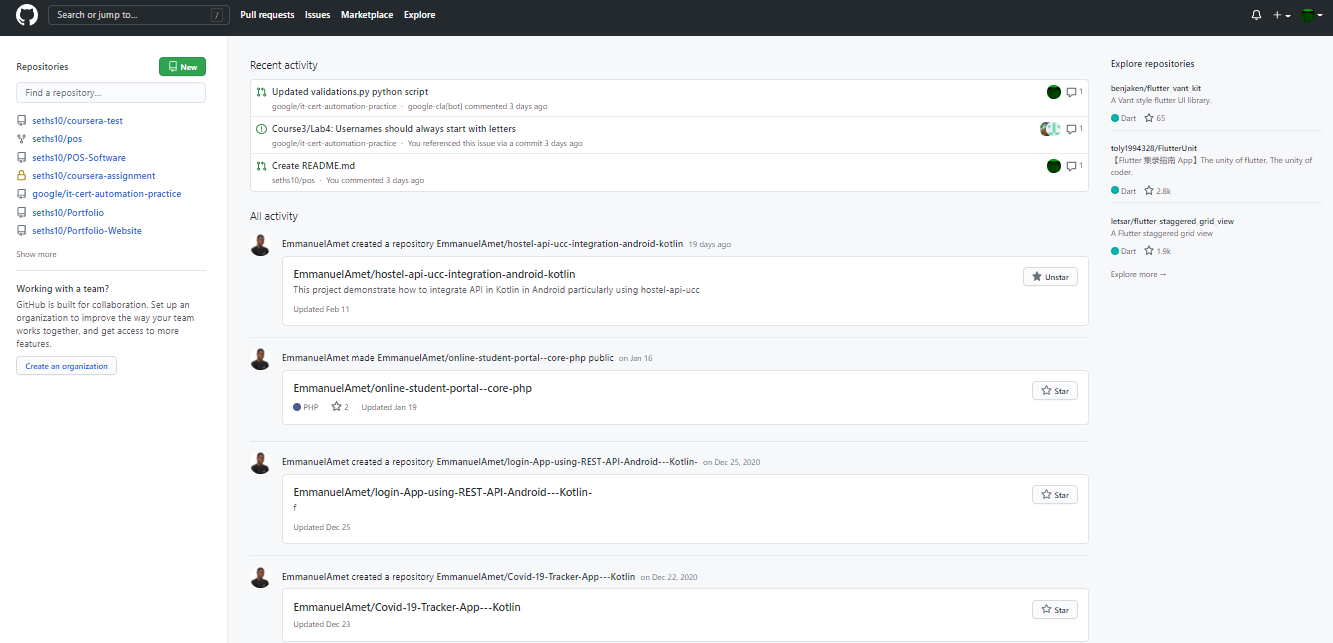 Search or jump to... /
Pull requests Issues Marketplace Explore
Repositories
New
Find a repository...
seths10/coursera-test
seths10/pos
seths10/POS-Software
seths10/coursera-assignment
google/it-cert-automation-practice
seths10/Portfolio
seths10/Portfolio-Website
Show more
Working with a team?
GitHub is built for collaboration. Set up an
organization to improve the way your team
works together, and get access to more
features.
Create an organization
Recent activity
Updated validations.py python script 1
google/it-cert-automation-practice · google-cla[bot] commented 3 days ago
Course3/Lab4: Usernames should always start with letters 1
google/it-cert-automation-practice · You referenced this issue via a commit 3 days ago
Create README.md 1
seths10/pos · You commented 3 days ago
All activity
EmmanuelAmet created a repository EmmanuelAmet/hostel-api-ucc-integration-android-kotlin 19 days ago
EmmanuelAmet/hostel-api-ucc-integration-android-kotlin Unstar
This project demonstrate how to integrate API in Kotlin in Android particularly using hostel-api-ucc
Updated Feb 11
EmmanuelAmet made EmmanuelAmet/online-student-portal--core-php public on Jan 16
EmmanuelAmet/online-student-portal--core-php Star
PHP 2 Updated Jan 19
EmmanuelAmet created a repository EmmanuelAmet/login-App-using-REST-API-Android---Kotlin- on Dec 25, 2020
EmmanuelAmet/login-App-using-REST-API-Android---Kotlin- Star
f
Updated Dec 25
EmmanuelAmet created a repository EmmanuelAmet/Covid-19-Tracker-App---Kotlin on Dec 22, 2020
EmmanuelAmet/Covid-19-Tracker-App---Kotlin Star
Updated Dec 23
Explore repositories
benjaken/flutter_vant_kit
A Vant style flutter UI library.
Dart 65
toly1994328/FlutterUnit
【Flutter 集录指南 App】The unity of flutter, The unity of
coder.
Dart 2.8k
letsar/flutter_staggered_grid_view
A Flutter staggered grid view
Dart 1.9k
Explore more →